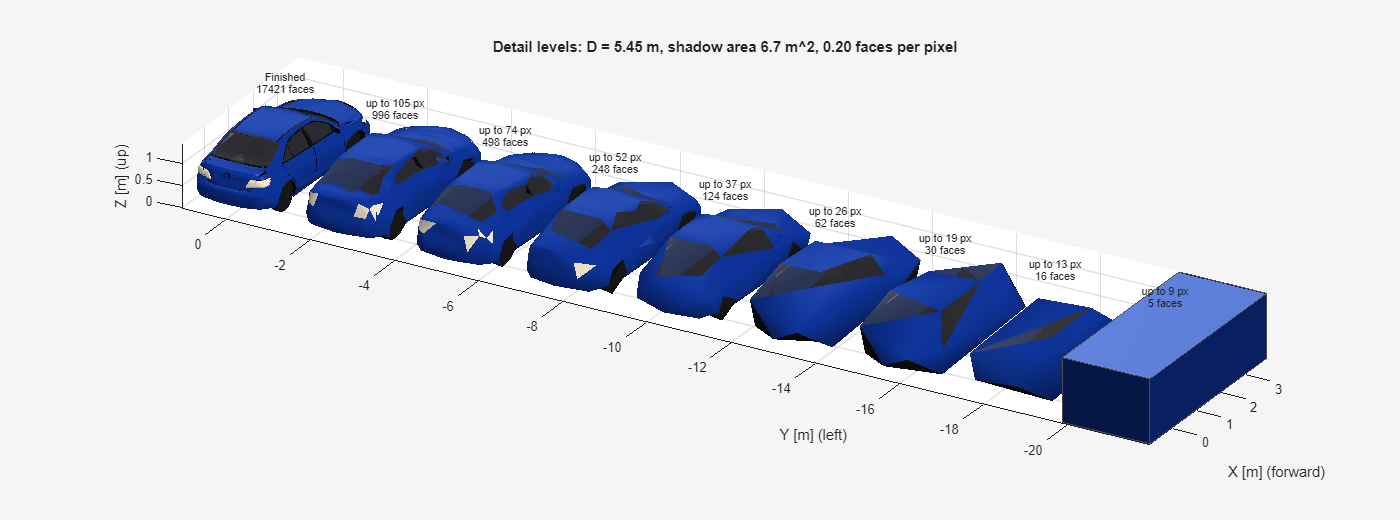 Detail levels: D = 5.45 m, shadow area 6.7 m^2, 0.20 faces per pixel
Finished
17421 faces
up to 105 px
996 faces
up to 74 px
498 faces
up to 52 px
248 faces
up to 37 px
124 faces
up to 26 px
62 faces
up to 19 px
30 faces
up to 13 px
16 faces
up to 9 px
5 faces
Z [m] (up)
1
0.5
0
0
-2
-4
-6
-8
-10
-12
-14
-16
-18
-20
Y [m] (left)
3
2
1
0
X [m] (forward)